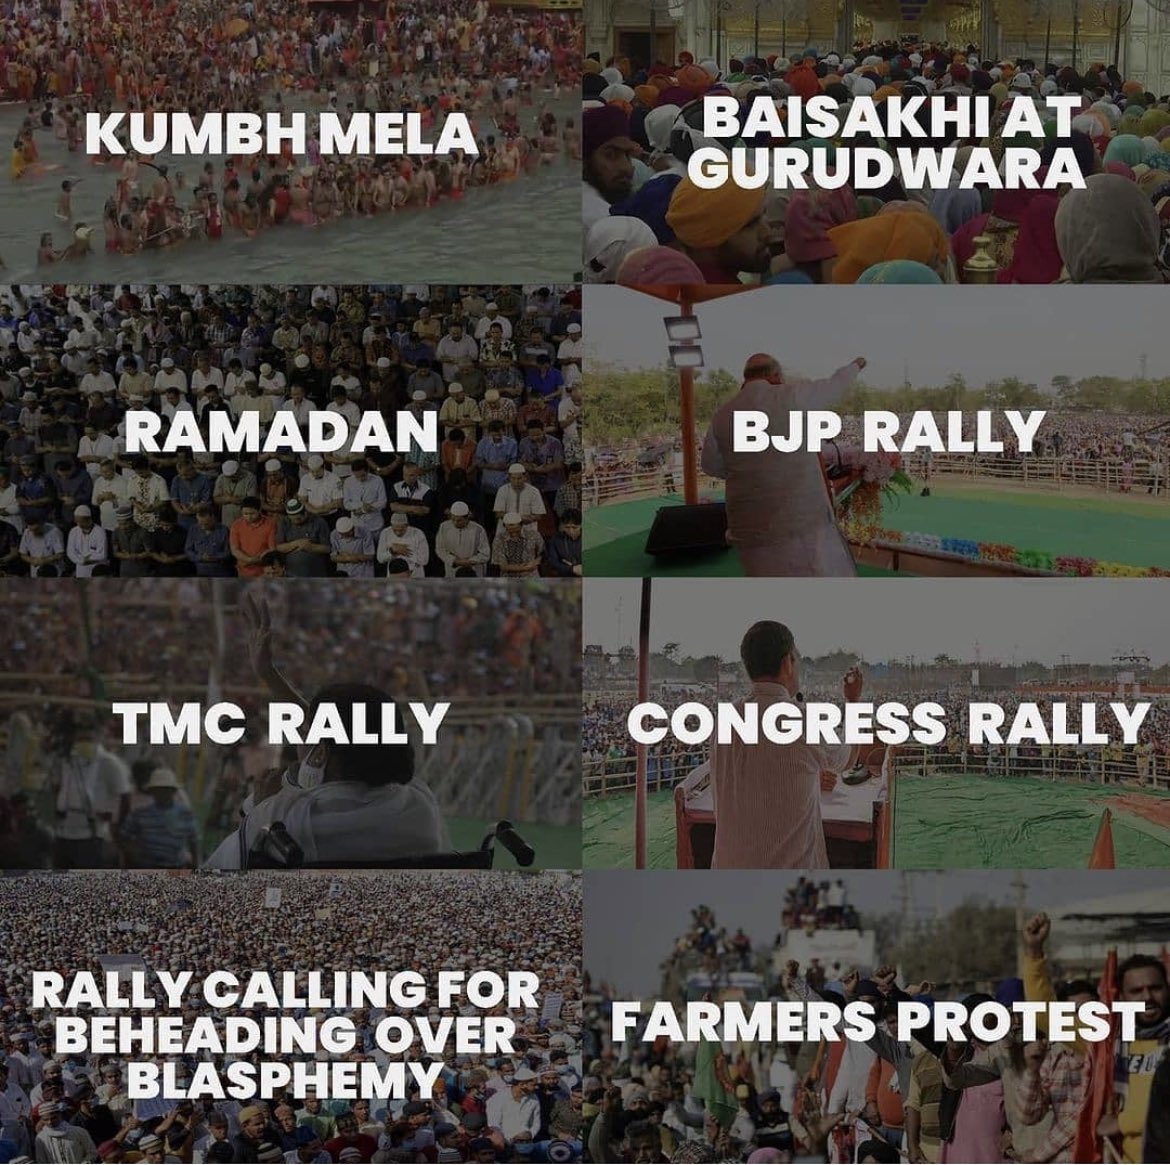 KUMBH MELA
BAISAKHI AT
GURUDWARA
RAMADAN
BJP RALLY
TMC RALLY
CONGRESS RALLY
RALLY CALLING FOR
BEHEADING OVER
BLASPHEMY
FARMERS PROTEST